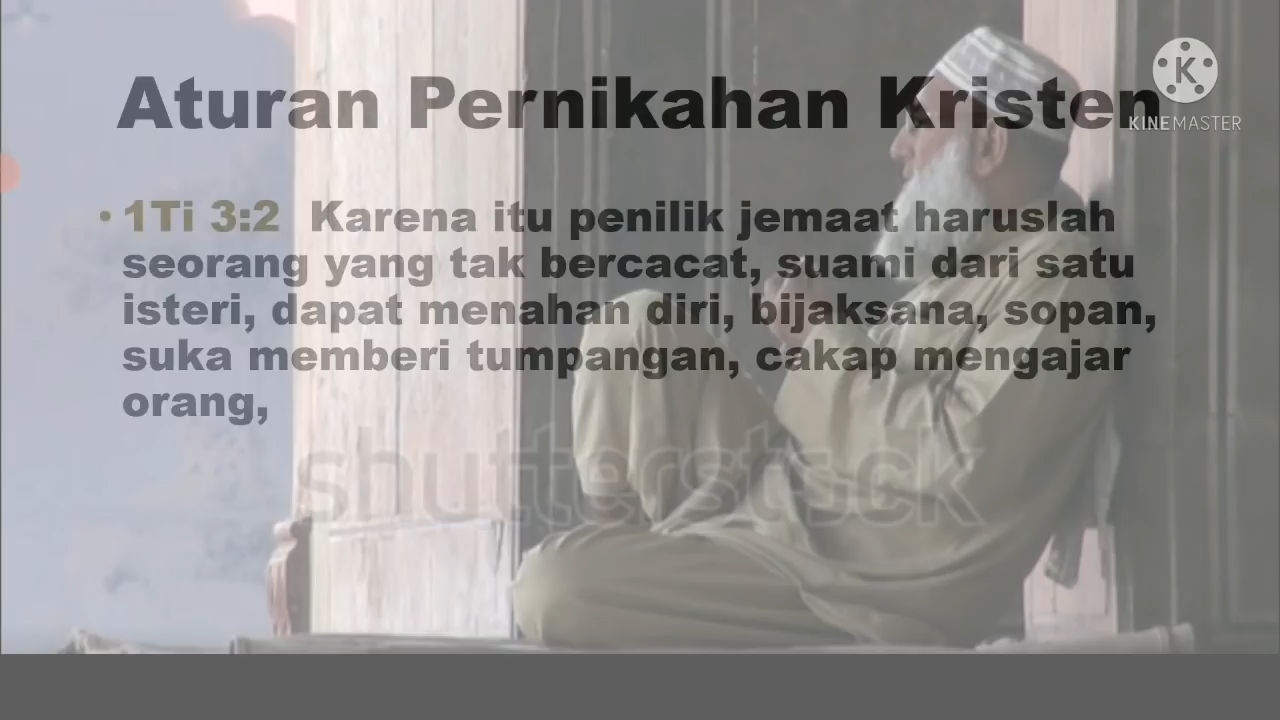 Aturan Pernikahan Kristen
KINEMASTER
• 1Ti 3:2 Karena itu penilik jemaat haruslah
seorang yang tak bercacat, suami dari satu
isteri, dapat menahan diri, bijaksana, sopan,
suka memberi tumpangan, cakap mengajar
orang,
shutterstock